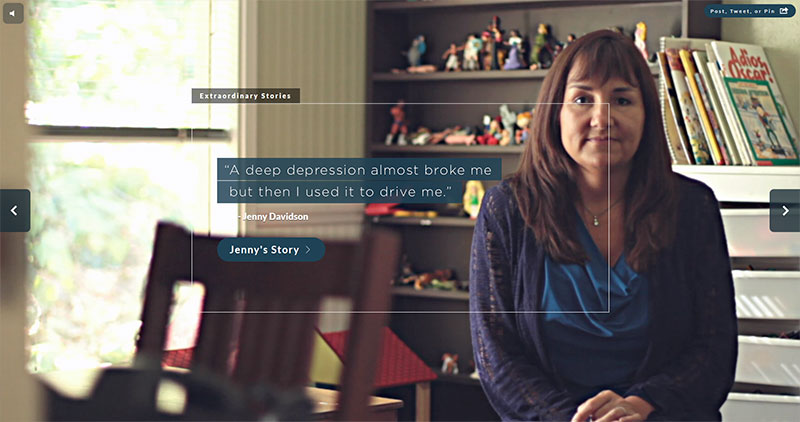 Post, Tweet, or Pin
Extraordinary Stories
“A deep depression almost broke me
but then I used it to drive me.”
- Jenny Davidson
Jenny's Story
Adios
Oscar!